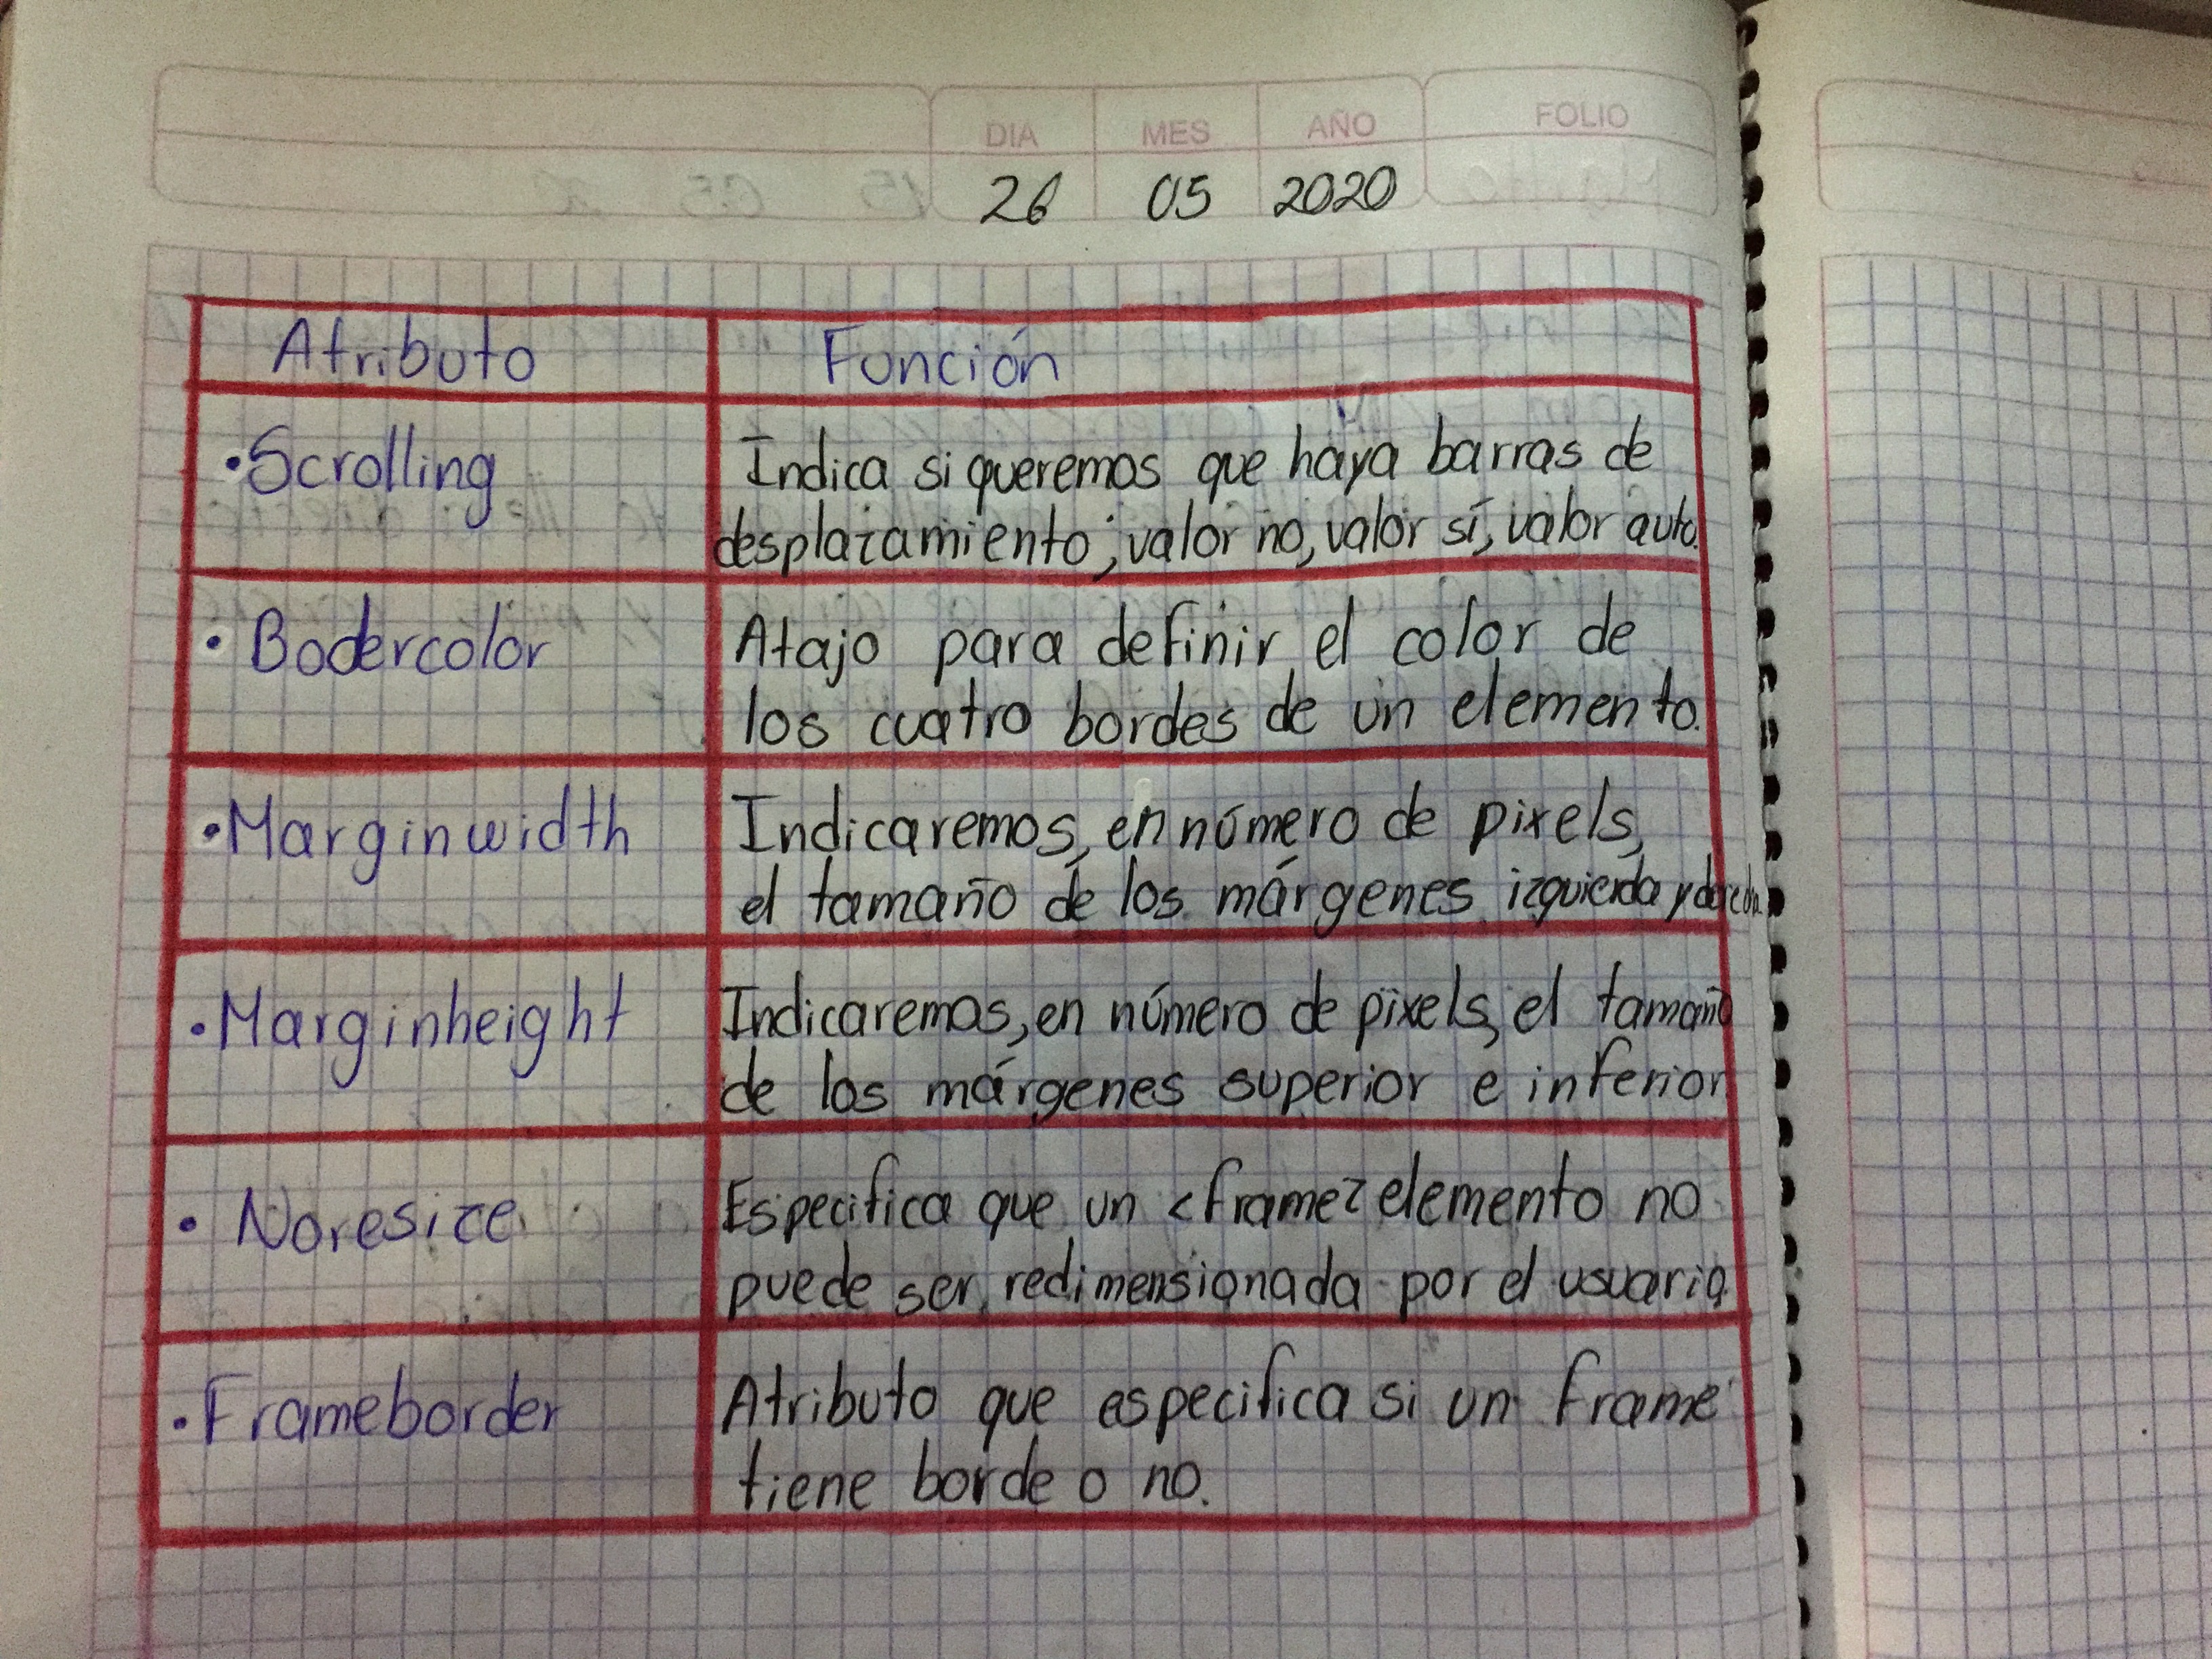 DIA MES AÑO FOLIO
26 05 2020
Atributo Función
•Scrolling
Indica si queremos que haya barras de
desplazamiento; valor no, valor sí, valor auto.
• Bodercolor
Atajo para definir el color de
los cuatro bordes de un elemento.
•Marginwidth
Indicaremos, en número de pixels,
el tamaño de los márgenes izquierda y derecha
•Marginheight
Indicaremos, en número de pixels, el tamaño
de los márgenes superior e inferior
• Noresize
Especifica que un <frame> elemento no
puede ser redimensionada por el usuario.
•Frameborder
Atributo que especifica si un frame
tiene borde o no.